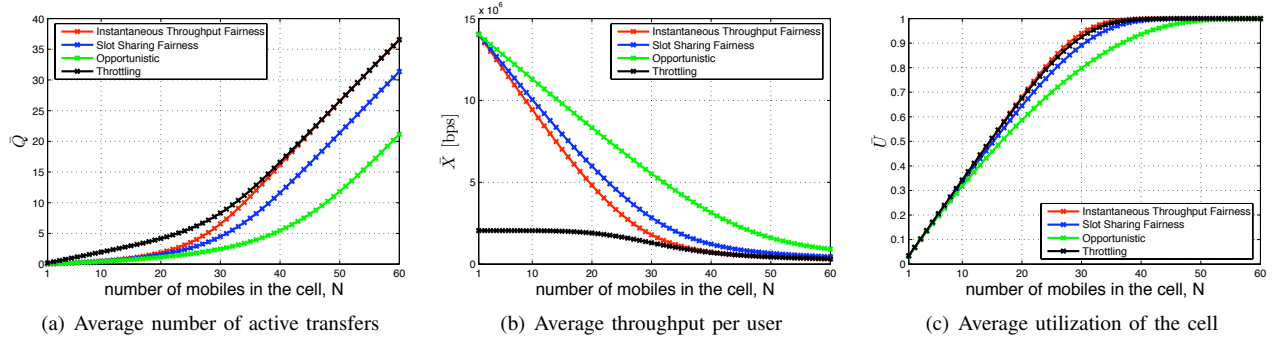 40
35
30
25
20
15
10
5
0
Q̄
Instantaneous Throughput Fairness
Slot Sharing Fairness
Opportunistic
Throttling
1 10 20 30 40 50 60
number of mobiles in the cell, N
(a) Average number of active transfers
15 x 10⁶
10
5
0
X̄ [bps]
Instantaneous Throughput Fairness
Slot Sharing Fairness
Opportunistic
Throttling
1 10 20 30 40 50 60
number of mobiles in the cell, N
(b) Average throughput per user
1
0.9
0.8
0.7
0.6
0.5
0.4
0.3
0.2
0.1
0
Ū
Instantaneous Throughput Fairness
Slot Sharing Fairness
Opportunistic
Throttling
1 10 20 30 40 50 60
number of mobiles in the cell, N
(c) Average utilization of the cell